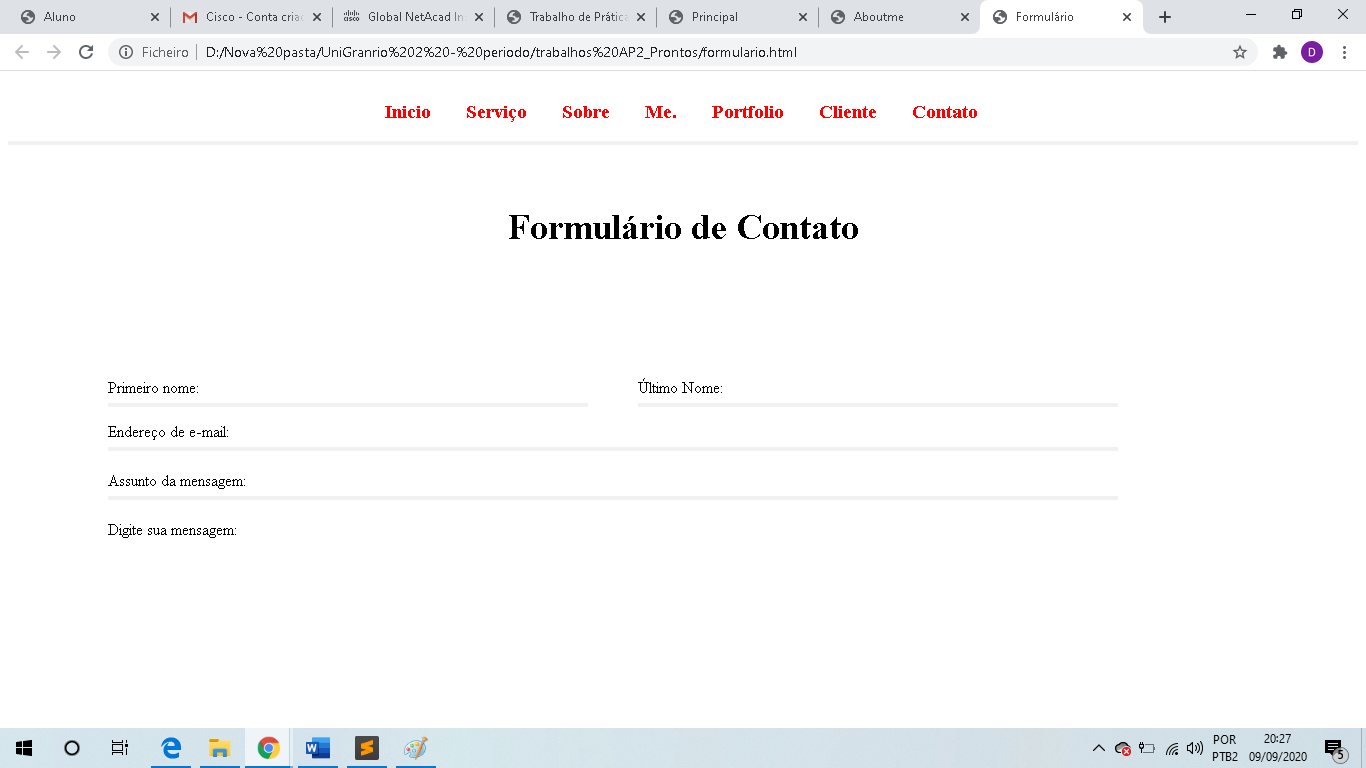 Aluno
Cisco - Conta cria
Global NetAcad In
Trabalho de Prátic
Principal
Aboutme
Formulário
Ficheiro
D:/Nova%20pasta/UniGranrio%202%20-%20periodo/trabalhos%20AP2_Prontos/formulario.html
D
Inicio Serviço Sobre Me. Portfolio Cliente Contato
Formulário de Contato
Primeiro nome: Último Nome:
Endereço de e-mail:
Assunto da mensagem:
Digite sua mensagem:
POR 20:27
PTB2 09/09/2020
5